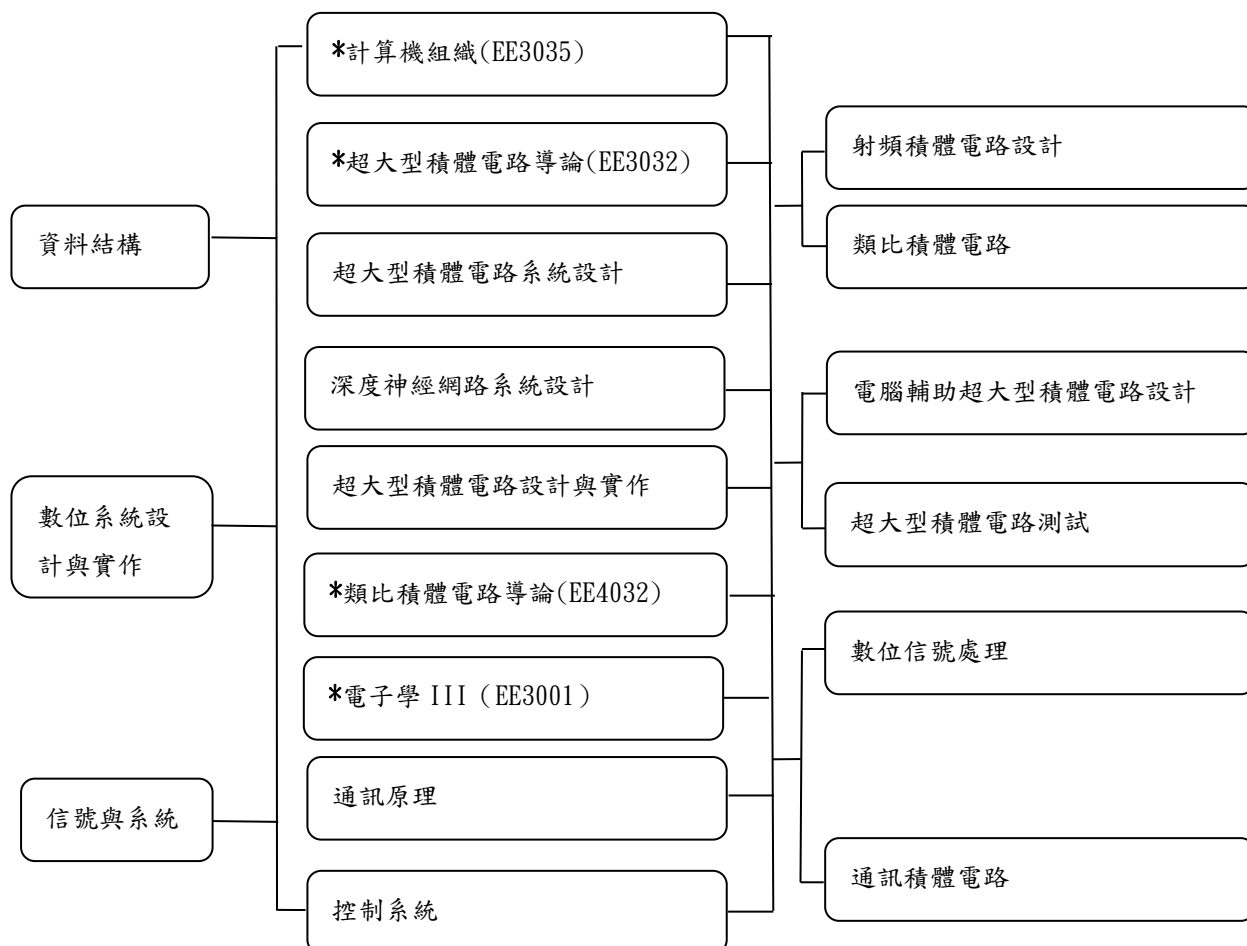 資料結構
數位系統設
計與實作
信號與系統
*計算機組織(EE3035)
*超大型積體電路導論(EE3032)
超大型積體電路系統設計
深度神經網路系統設計
超大型積體電路設計與實作
*類比積體電路導論(EE4032)
*電子學 III（EE3001）
通訊原理
控制系統
射頻積體電路設計
類比積體電路
電腦輔助超大型積體電路設計
超大型積體電路測試
數位信號處理
通訊積體電路